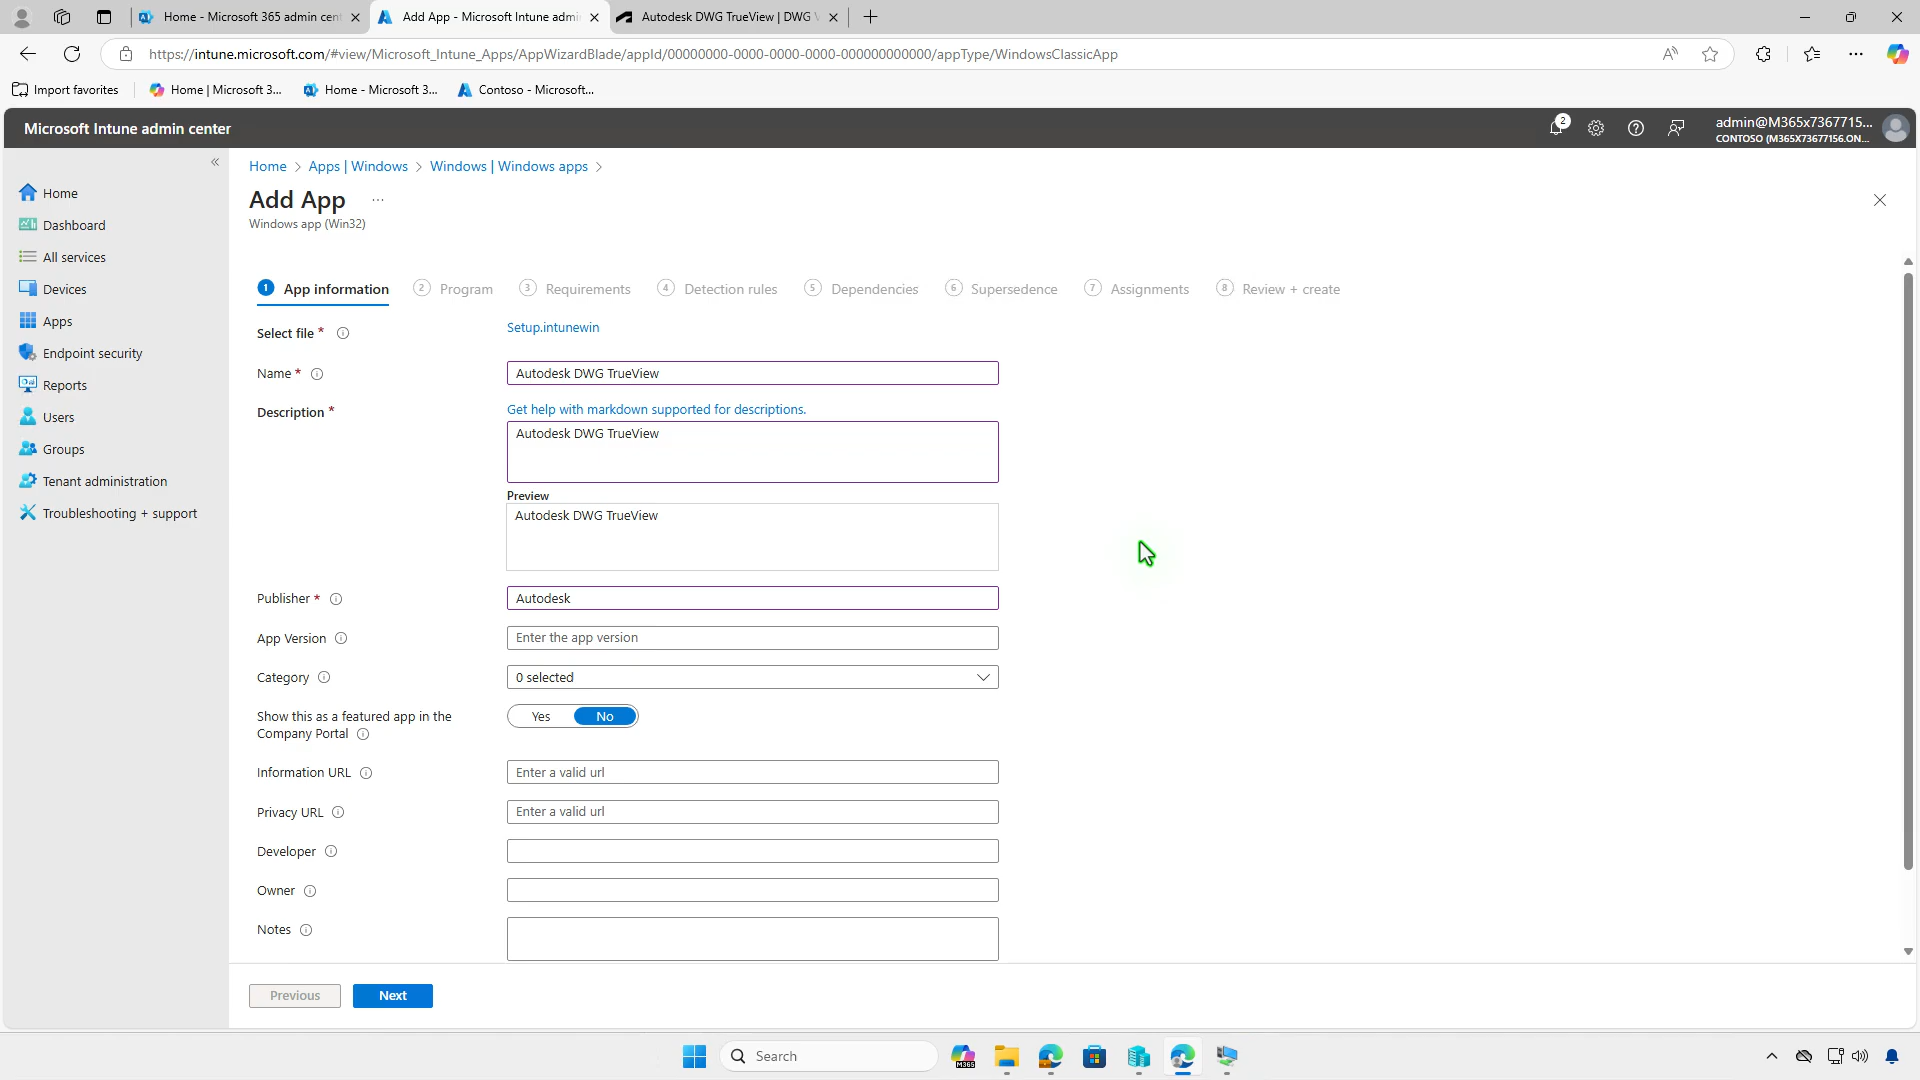 Home - Microsoft 365 admin cent
Add App - Microsoft Intune admin
Autodesk DWG TrueView | DWG V
https://intune.microsoft.com/#view/Microsoft_Intune_Apps/AppWizardBlade/appId/00000000-0000-0000-0000-000000000000/appType/WindowsClassicApp
Import favorites
Home | Microsoft 3...
Home - Microsoft 3...
Contoso - Microsoft...
Microsoft Intune admin center
2
admin@M365x7367715...
CONTOSO (M365X73677156.ON...
Home
Dashboard
All services
Devices
Apps
Endpoint security
Reports
Users
Groups
Tenant administration
Troubleshooting + support
Home > Apps | Windows > Windows | Windows apps >
Add App ...
Windows app (Win32)
1 App information
2 Program
3 Requirements
4 Detection rules
5 Dependencies
6 Supersedence
7 Assignments
8 Review + create
Select file *
Setup.intunewin
Name *
Autodesk DWG TrueView
Description *
Get help with markdown supported for descriptions.
Autodesk DWG TrueView
Preview
Autodesk DWG TrueView
Publisher *
Autodesk
App Version
Enter the app version
Category
0 selected
Show this as a featured app in the
Company Portal
Yes
No
Information URL
Enter a valid url
Privacy URL
Enter a valid url
Developer
Owner
Notes
Previous
Next
Search
M365